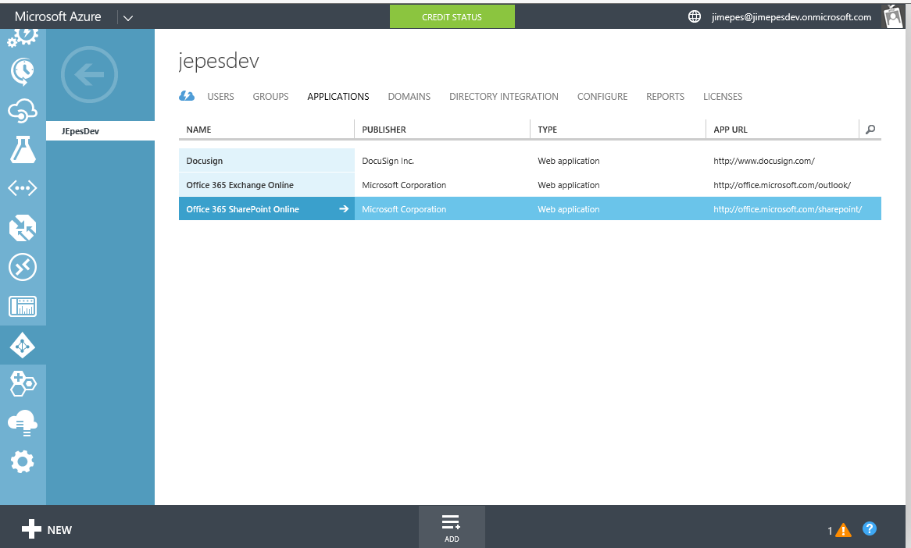 Microsoft Azure
CREDIT STATUS
jimepes@jimepesdev.onmicrosoft.com
JEpesDev
jepesdev
USERS GROUPS APPLICATIONS DOMAINS DIRECTORY INTEGRATION CONFIGURE REPORTS LICENSES
NAME PUBLISHER TYPE APP URL
Docusign DocuSign Inc. Web application http://www.docusign.com/
Office 365 Exchange Online Microsoft Corporation Web application http://office.microsoft.com/outlook/
Office 365 SharePoint Online Microsoft Corporation Web application http://office.microsoft.com/sharepoint/
NEW
ADD
1
?